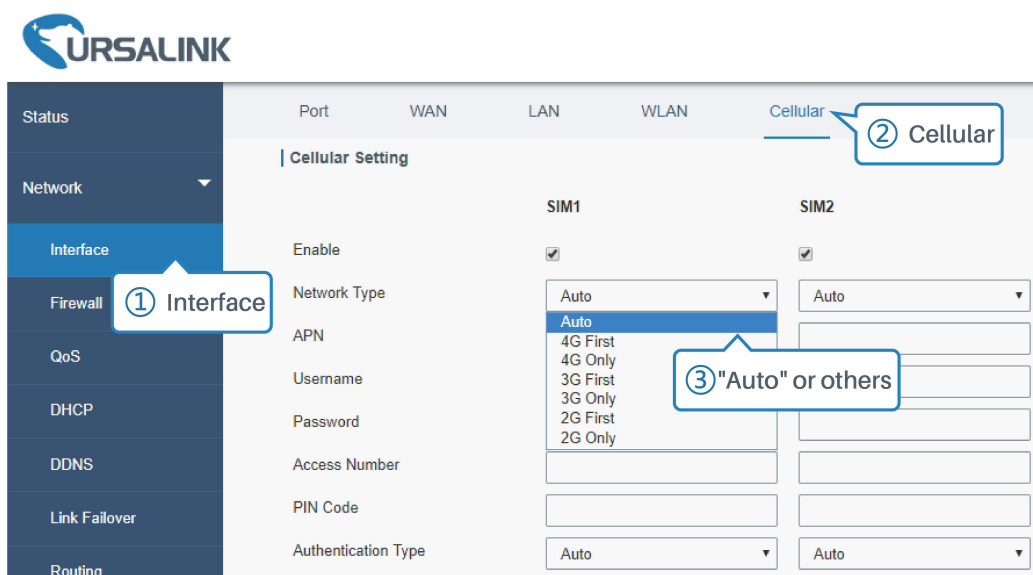 URSALINK
Status
Network
Interface
Firewall
QoS
DHCP
DDNS
Link Failover
Routing
① Interface
Port WAN LAN WLAN Cellular
② Cellular
Cellular Setting
SIM1 SIM2
Enable
Network Type Auto Auto
Auto
4G First
4G Only
3G First
3G Only
2G First
2G Only
③"Auto" or others
APN
Username
Password
Access Number
PIN Code
Authentication Type Auto Auto